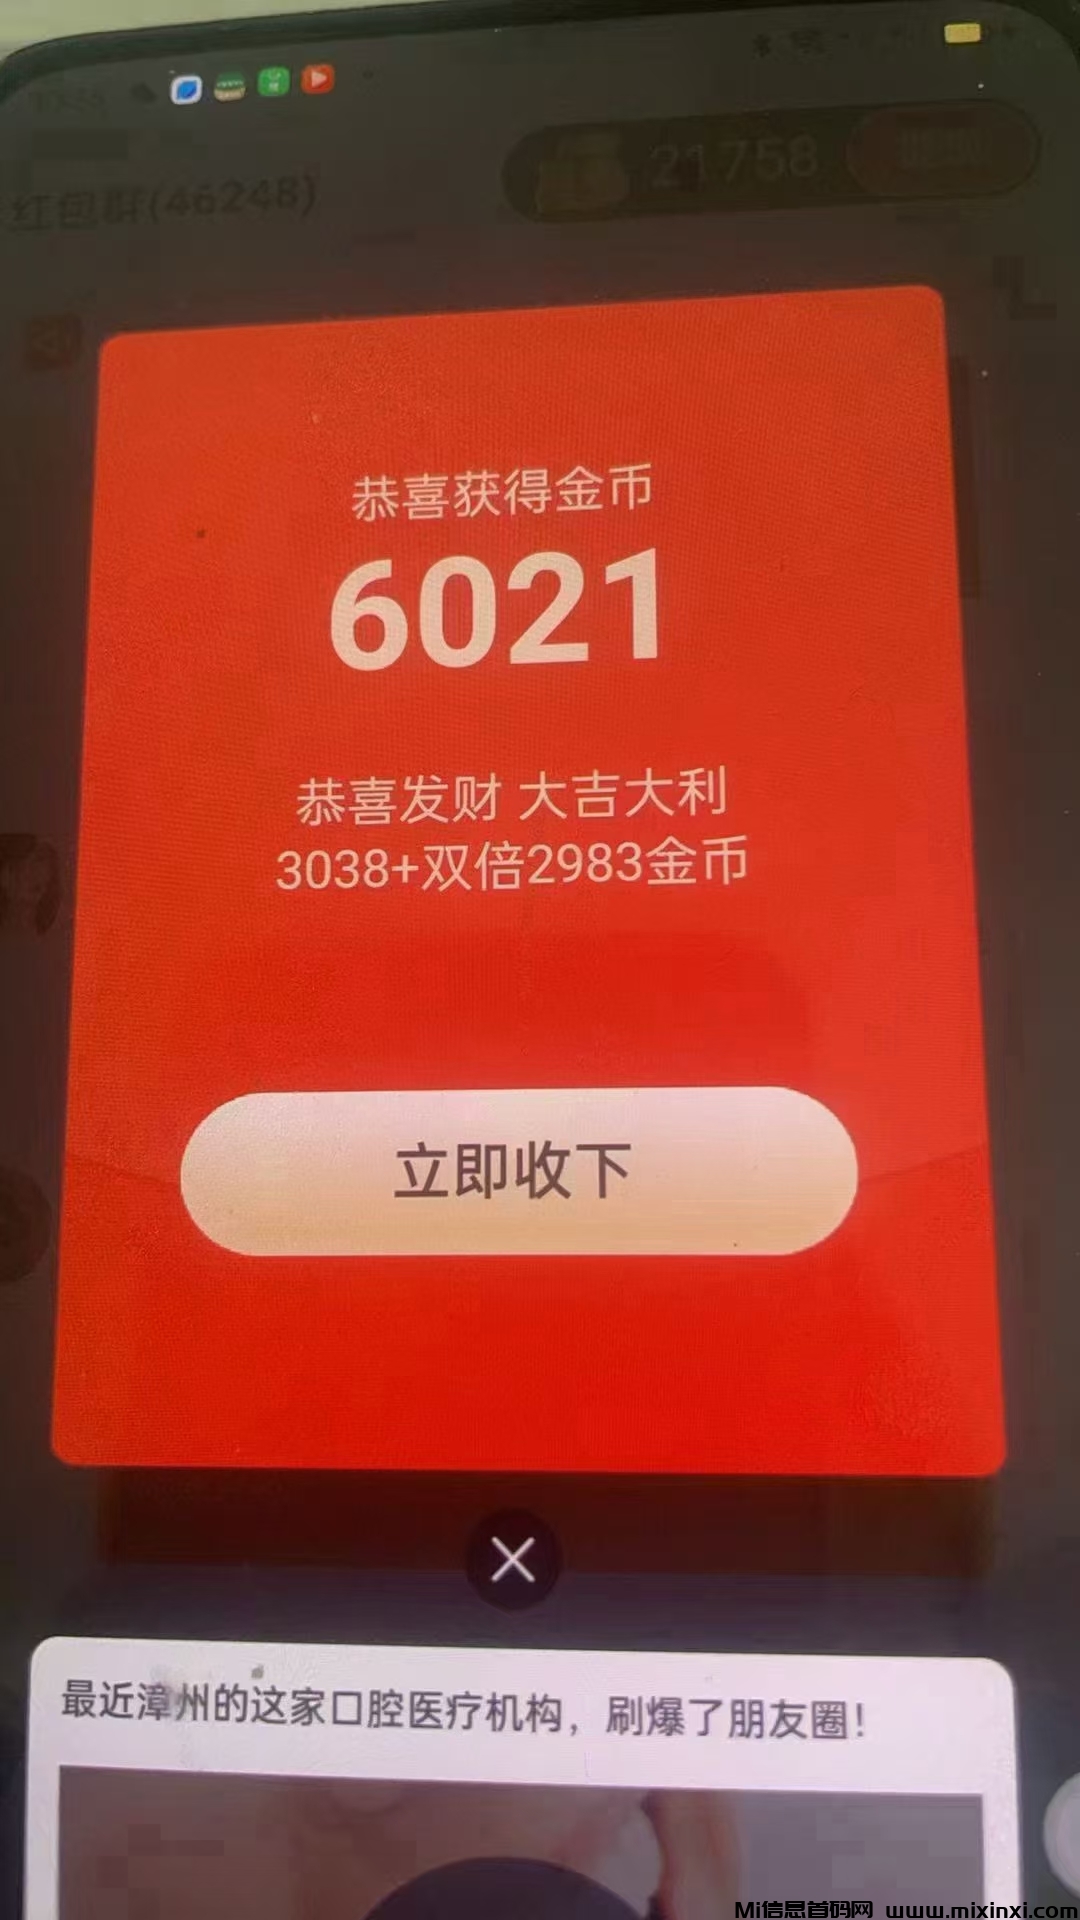 21758
红包群(46248)
恭喜获得金币
6021
恭喜发财 大吉大利
3038+双倍2983金币
立即收下
最近漳州的这家口腔医疗机构，刷爆了朋友圈！
Mi信息首码网 www.mixinxi.com